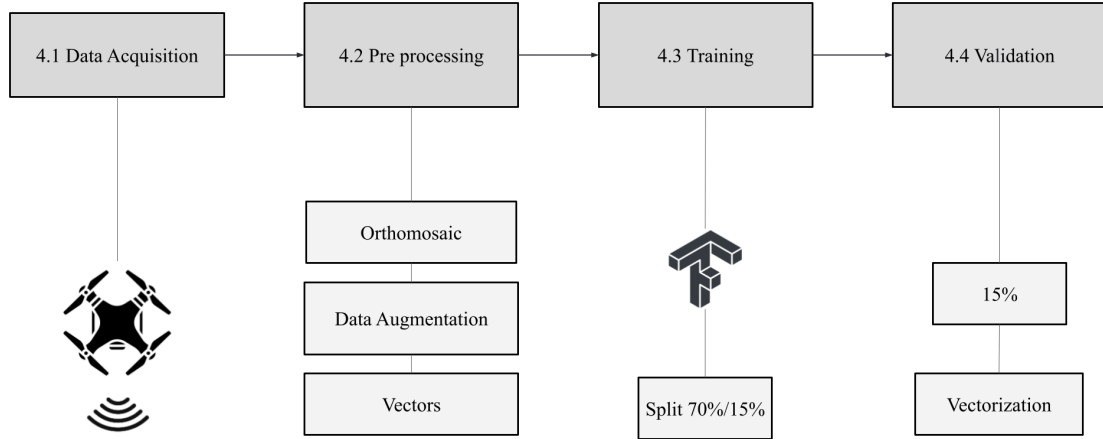 4.1 Data Acquisition
4.2 Pre processing
4.3 Training
4.4 Validation
Orthomosaic
Data Augmentation
Vectors
Split 70%/15%
15%
Vectorization